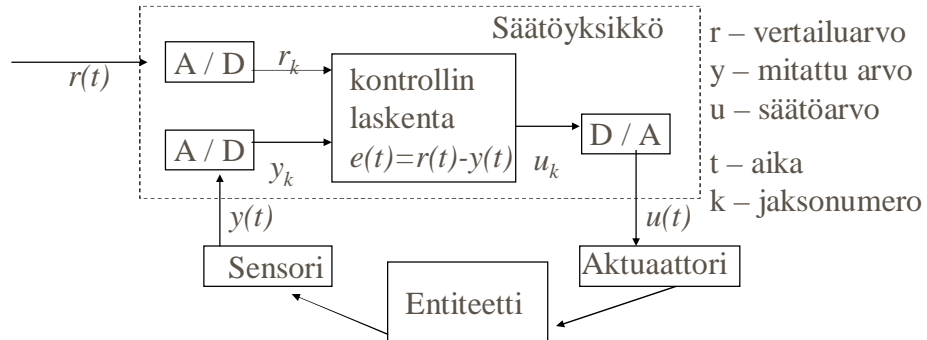 Säätöyksikkö
r(t)
A / D
r_k
A / D
y_k
kontrollin
laskenta
e(t)=r(t)-y(t)
u_k
D / A
y(t)
u(t)
Sensori
Entiteetti
Aktuaattori
r – vertailuarvo
y – mitattu arvo
u – säätöarvo
t – aika
k – jaksonumero